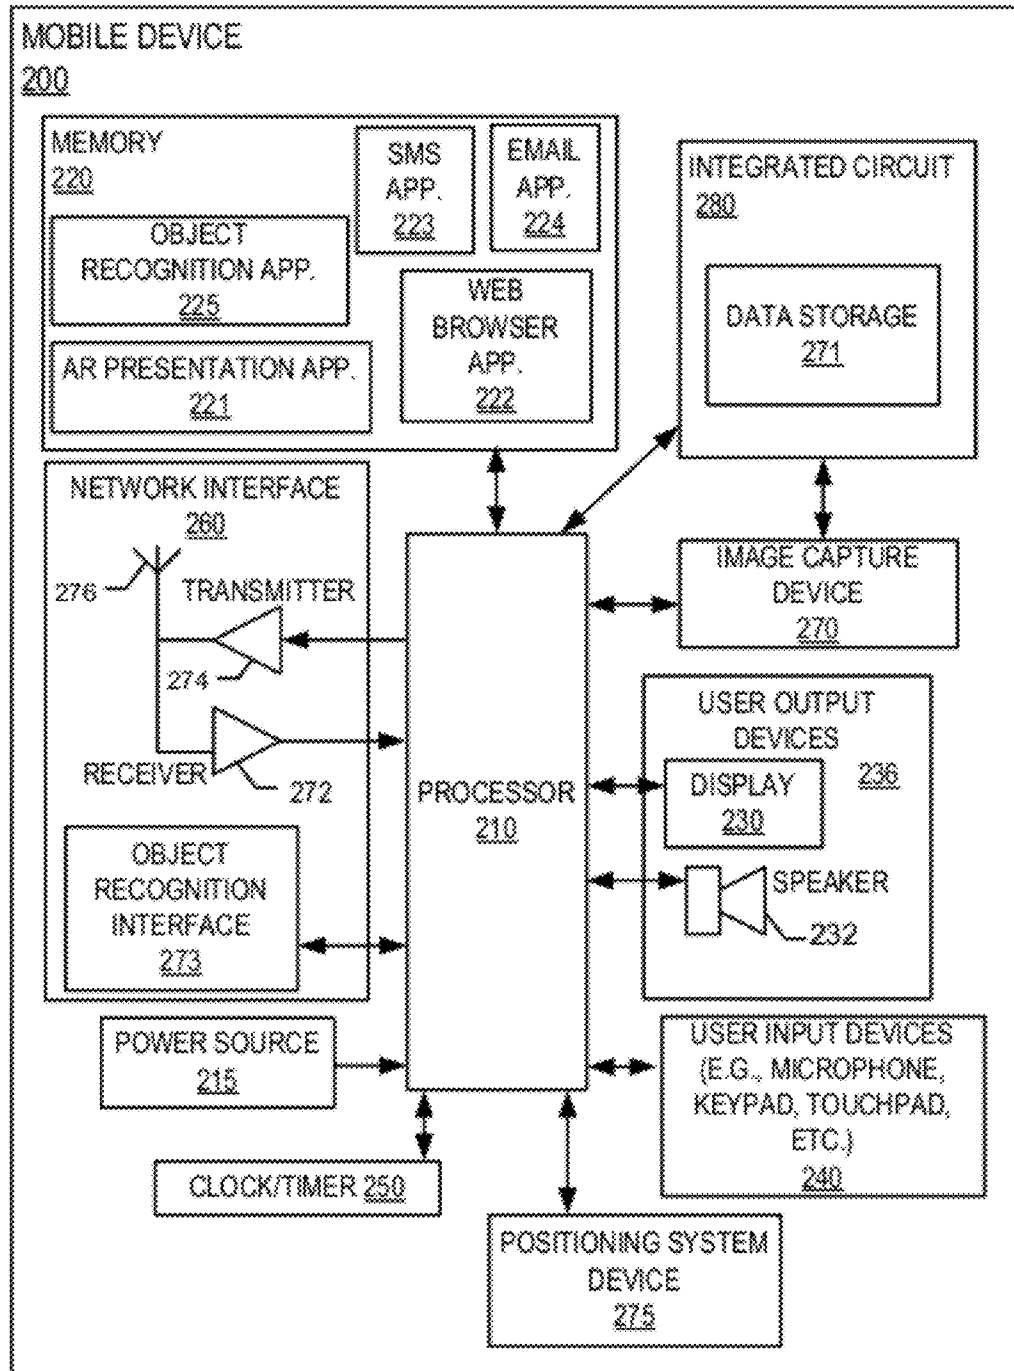 MOBILE DEVICE
200
MEMORY
220
SMS
APP.
223
EMAIL
APP.
224
OBJECT
RECOGNITION APP.
225
WEB
BROWSER
APP.
222
AR PRESENTATION APP.
221
INTEGRATED CIRCUIT
280
DATA STORAGE
271
NETWORK INTERFACE
260
276
TRANSMITTER
274
RECEIVER
272
OBJECT
RECOGNITION
INTERFACE
273
PROCESSOR
210
IMAGE CAPTURE
DEVICE
270
USER OUTPUT
DEVICES
236
DISPLAY
230
SPEAKER
232
POWER SOURCE
215
USER INPUT DEVICES
(E.G., MICROPHONE,
KEYPAD, TOUCHPAD,
ETC.)
240
CLOCK/TIMER 250
POSITIONING SYSTEM
DEVICE
275